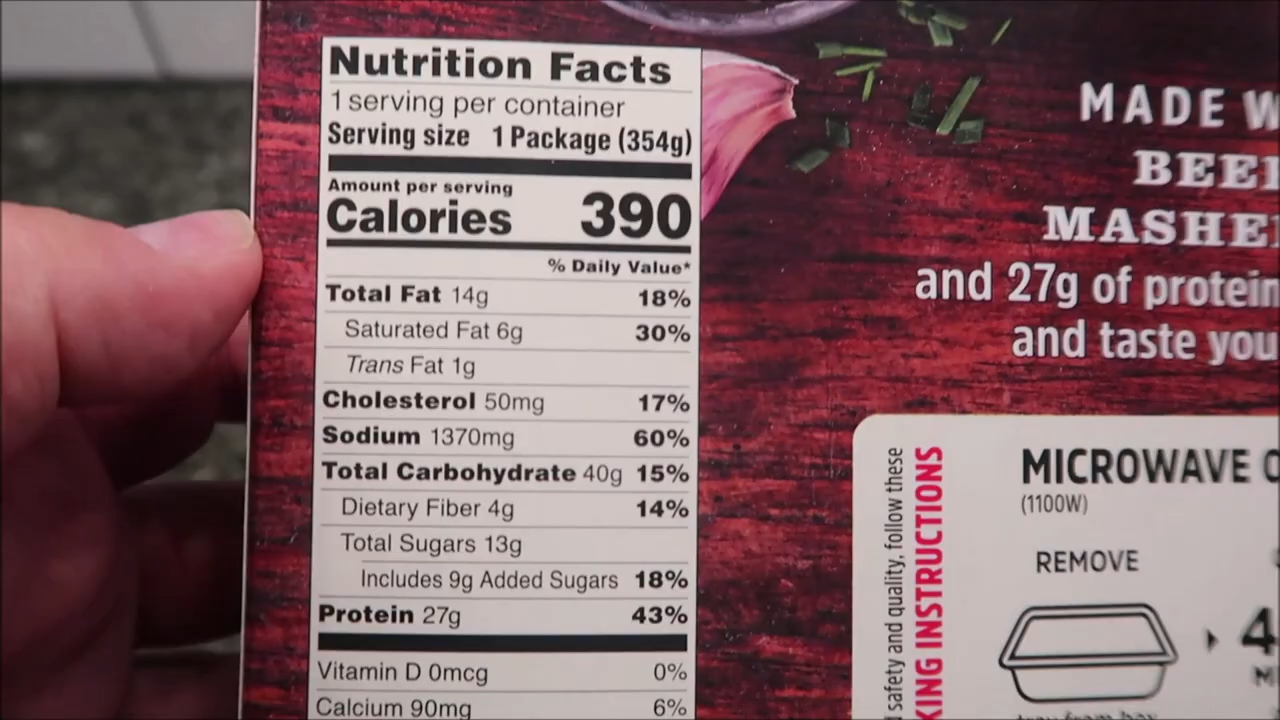 Nutrition Facts
1 serving per container
Serving size 1 Package (354g)
Amount per serving
Calories 390
% Daily Value*
Total Fat 14g 18%
Saturated Fat 6g 30%
Trans Fat 1g
Cholesterol 50mg 17%
Sodium 1370mg 60%
Total Carbohydrate 40g 15%
Dietary Fiber 4g 14%
Total Sugars 13g
Includes 9g Added Sugars 18%
Protein 27g 43%
Vitamin D 0mcg 0%
Calcium 90mg 6%
MADE
and 27g of protein
and taste
safety and quality, follow these
KING INSTRUCTIONS
MICROWAVE
(1100W)
REMOVE
4
tray from box